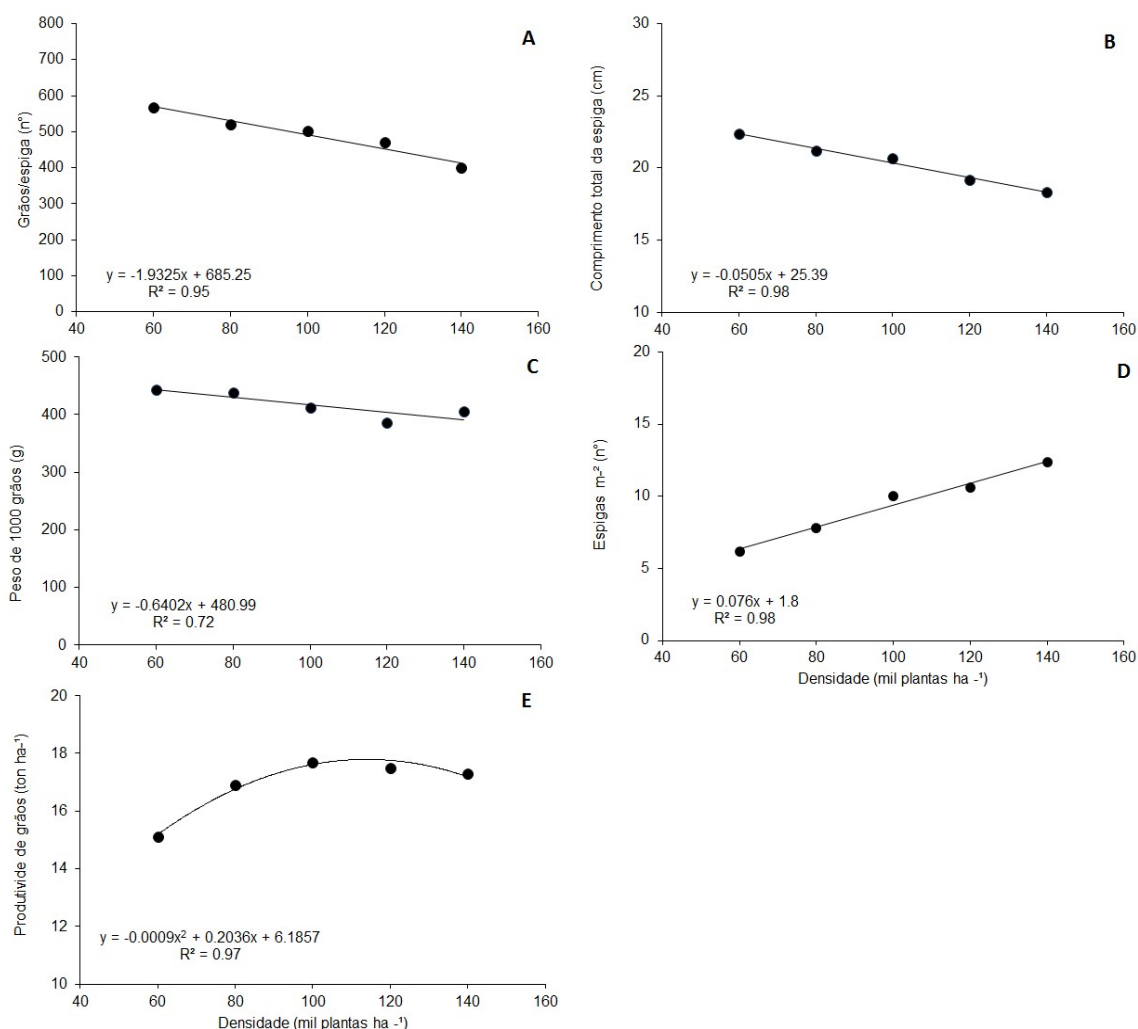 A
Grãos/espiga (n°)
800
700
600
500
400
300
200
100
0
y = -1.9325x + 685.25
R² = 0.95
40 60 80 100 120 140 160
B
Comprimento total da espiga (cm)
30
25
20
15
10
y = -0.0505x + 25.39
R² = 0.98
40 60 80 100 120 140 160
C
Peso de 1000 grãos (g)
500
400
300
200
100
0
y = -0.6402x + 480.99
R² = 0.72
40 60 80 100 120 140 160
D
Espigas m-² (n°)
20
15
10
5
0
y = 0.076x + 1.8
R² = 0.98
40 60 80 100 120 140 160
Densidade (mil plantas ha -¹)
E
Produtivide de grãos (ton ha-¹)
20
18
16
14
12
10
y = -0.0009x² + 0.2036x + 6.1857
R² = 0.97
40 60 80 100 120 140 160
Densidade (mil plantas ha -¹)